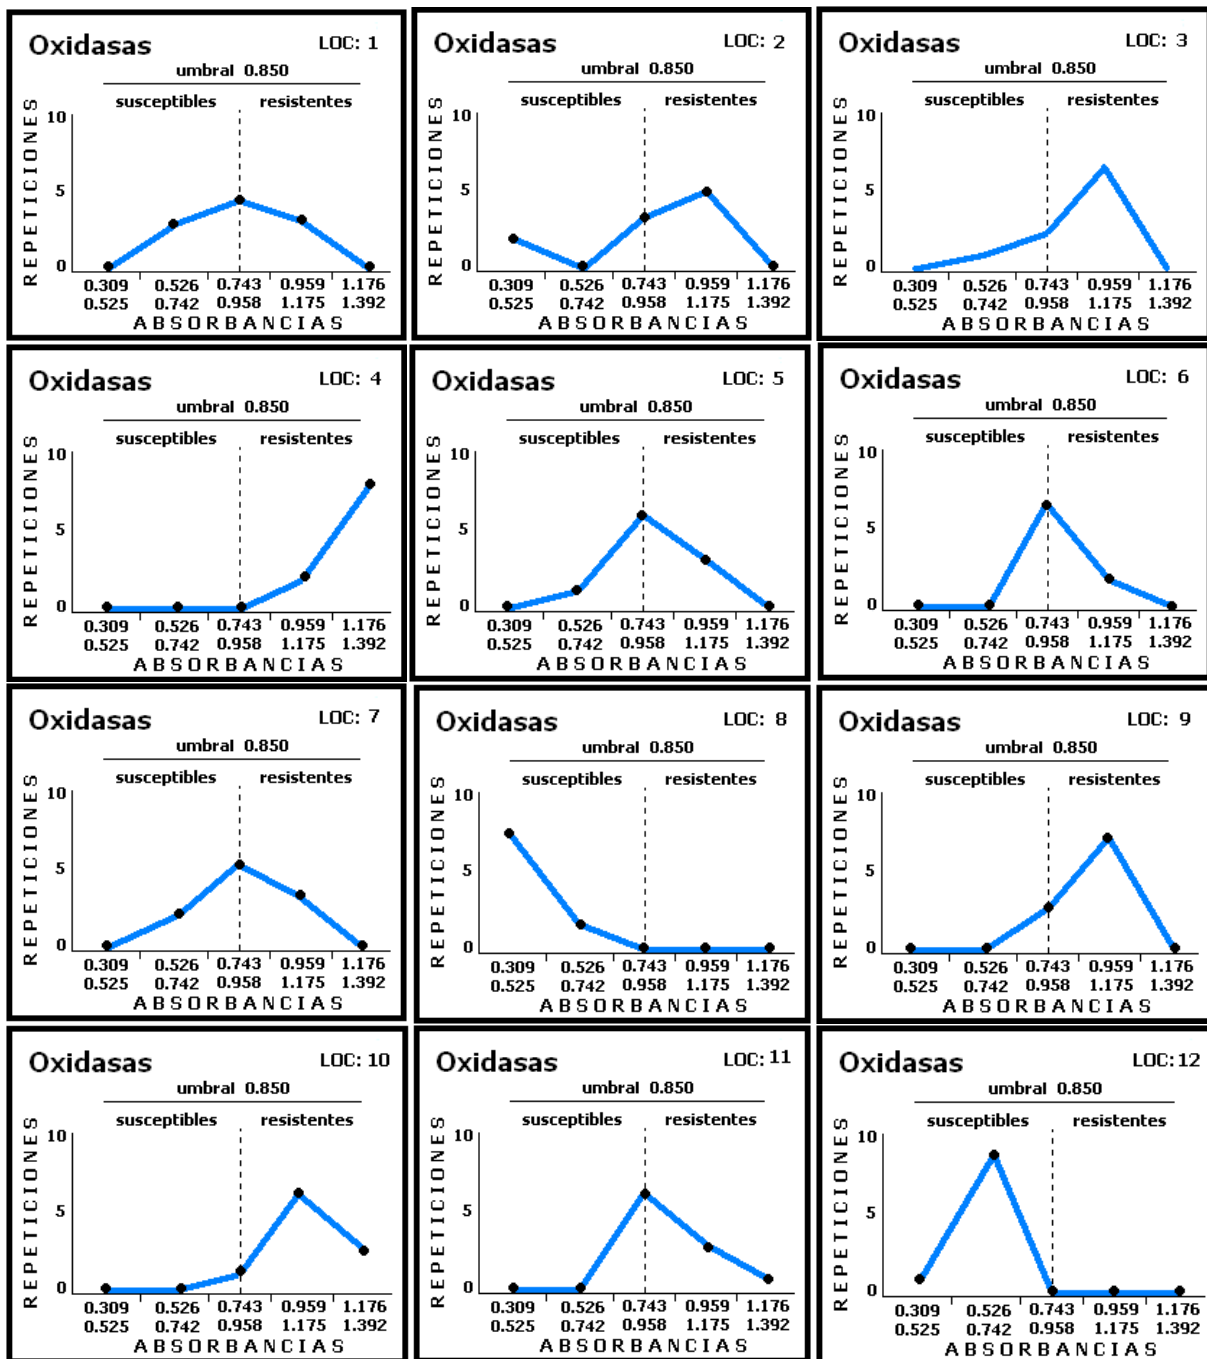 Oxidasas LOC: 1
umbral 0.850
susceptibles resistentes
REPETICIONES
10
5
0
0.309 0.526 0.743 0.959 1.176
0.525 0.742 0.958 1.175 1.392
ABSORBANCIAS
Oxidasas LOC: 2
umbral 0.850
susceptibles resistentes
REPETICIONES
10
5
0
0.309 0.526 0.743 0.959 1.176
0.525 0.742 0.958 1.175 1.392
ABSORBANCIAS
Oxidasas LOC: 3
umbral 0.850
susceptibles resistentes
REPETICIONES
10
5
0
0.309 0.526 0.743 0.959 1.176
0.525 0.742 0.958 1.175 1.392
ABSORBANCIAS
Oxidasas LOC: 4
umbral 0.850
susceptibles resistentes
REPETICIONES
10
5
0
0.309 0.526 0.743 0.959 1.176
0.525 0.742 0.958 1.175 1.392
ABSORBANCIAS
Oxidasas LOC: 5
umbral 0.850
susceptibles resistentes
REPETICIONES
10
5
0
0.309 0.526 0.743 0.959 1.176
0.525 0.742 0.958 1.175 1.392
ABSORBANCIAS
Oxidasas LOC: 6
umbral 0.850
susceptibles resistentes
REPETICIONES
10
5
0
0.309 0.526 0.743 0.959 1.176
0.525 0.742 0.958 1.175 1.392
ABSORBANCIAS
Oxidasas LOC: 7
umbral 0.850
susceptibles resistentes
REPETICIONES
10
5
0
0.309 0.526 0.743 0.959 1.176
0.525 0.742 0.958 1.175 1.392
ABSORBANCIAS
Oxidasas LOC: 8
umbral 0.850
susceptibles resistentes
REPETICIONES
10
5
0
0.309 0.526 0.743 0.959 1.176
0.525 0.742 0.958 1.175 1.392
ABSORBANCIAS
Oxidasas LOC: 9
umbral 0.850
susceptibles resistentes
REPETICIONES
10
5
0
0.309 0.526 0.743 0.959 1.176
0.525 0.742 0.958 1.175 1.392
ABSORBANCIAS
Oxidasas LOC: 10
umbral 0.850
susceptibles resistentes
REPETICIONES
10
5
0
0.309 0.526 0.743 0.959 1.176
0.525 0.742 0.958 1.175 1.392
ABSORBANCIAS
Oxidasas LOC: 11
umbral 0.850
susceptibles resistentes
REPETICIONES
10
5
0
0.309 0.526 0.743 0.959 1.176
0.525 0.742 0.958 1.175 1.392
ABSORBANCIAS
Oxidasas LOC: 12
umbral 0.850
susceptibles resistentes
REPETICIONES
10
5
0
0.309 0.526 0.743 0.959 1.176
0.525 0.742 0.958 1.175 1.392
ABSORBANCIAS